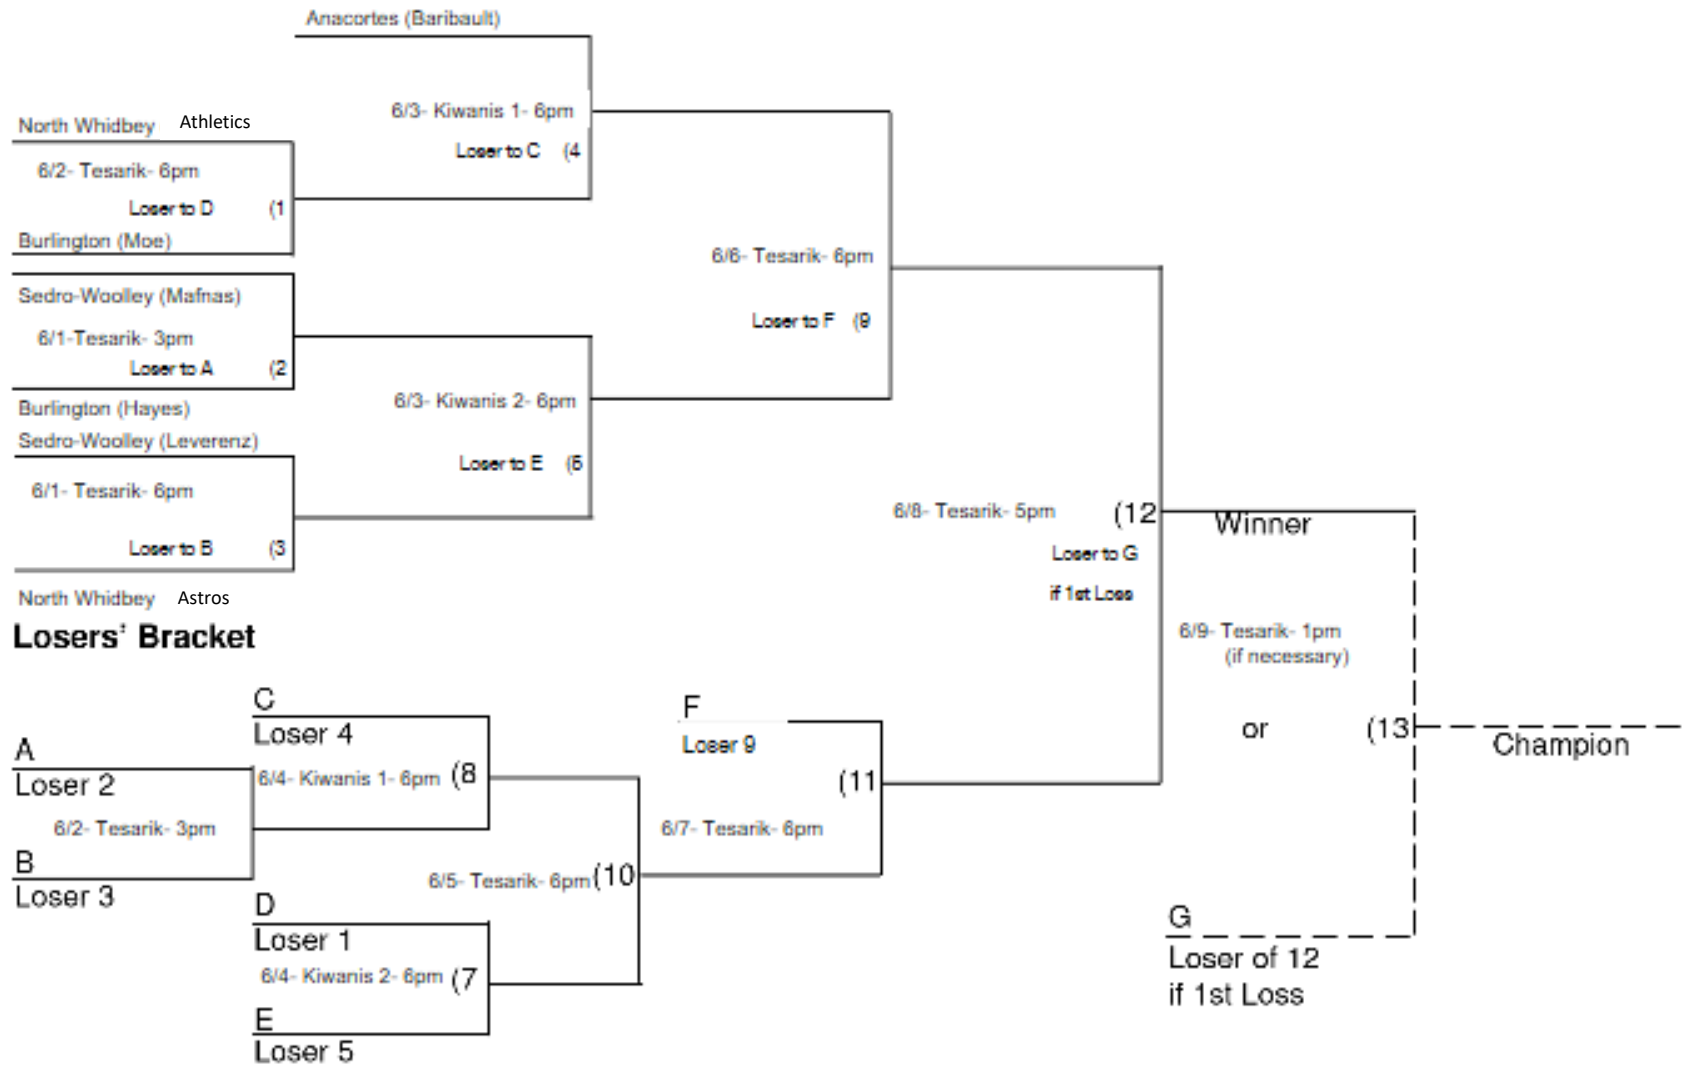 Anacortes (Baribault)
6/3- Kiwanis 1- 6pm
Loser to C (4
North Whidbey Athletics
6/2- Tesarik- 6pm
Loser to D (1
Burlington (Moe)
Sedro-Woolley (Mafnas)
6/1-Tesarik- 3pm
Loser to A (2
Burlington (Hayes)
Sedro-Woolley (Leverenz)
6/1- Tesarik- 6pm
Loser to B (3
North Whidbey Astros
6/3- Kiwanis 2- 6pm
Loser to E (5
6/6- Tesarik- 6pm
Loser to F (9
6/8- Tesarik- 5pm (12
Loser to G
if 1st Loss
Winner
6/9- Tesarik- 1pm
(if necessary)
or (13
Champion
Losers' Bracket
A
Loser 2
6/2- Tesarik- 3pm
B
Loser 3
C
Loser 4
6/4- Kiwanis 1- 6pm (8
D
Loser 1
6/4- Kiwanis 2- 6pm (7
E
Loser 5
6/5- Tesarik- 6pm (10
F
Loser 9
(11
6/7- Tesarik- 6pm
G
Loser of 12
if 1st Loss